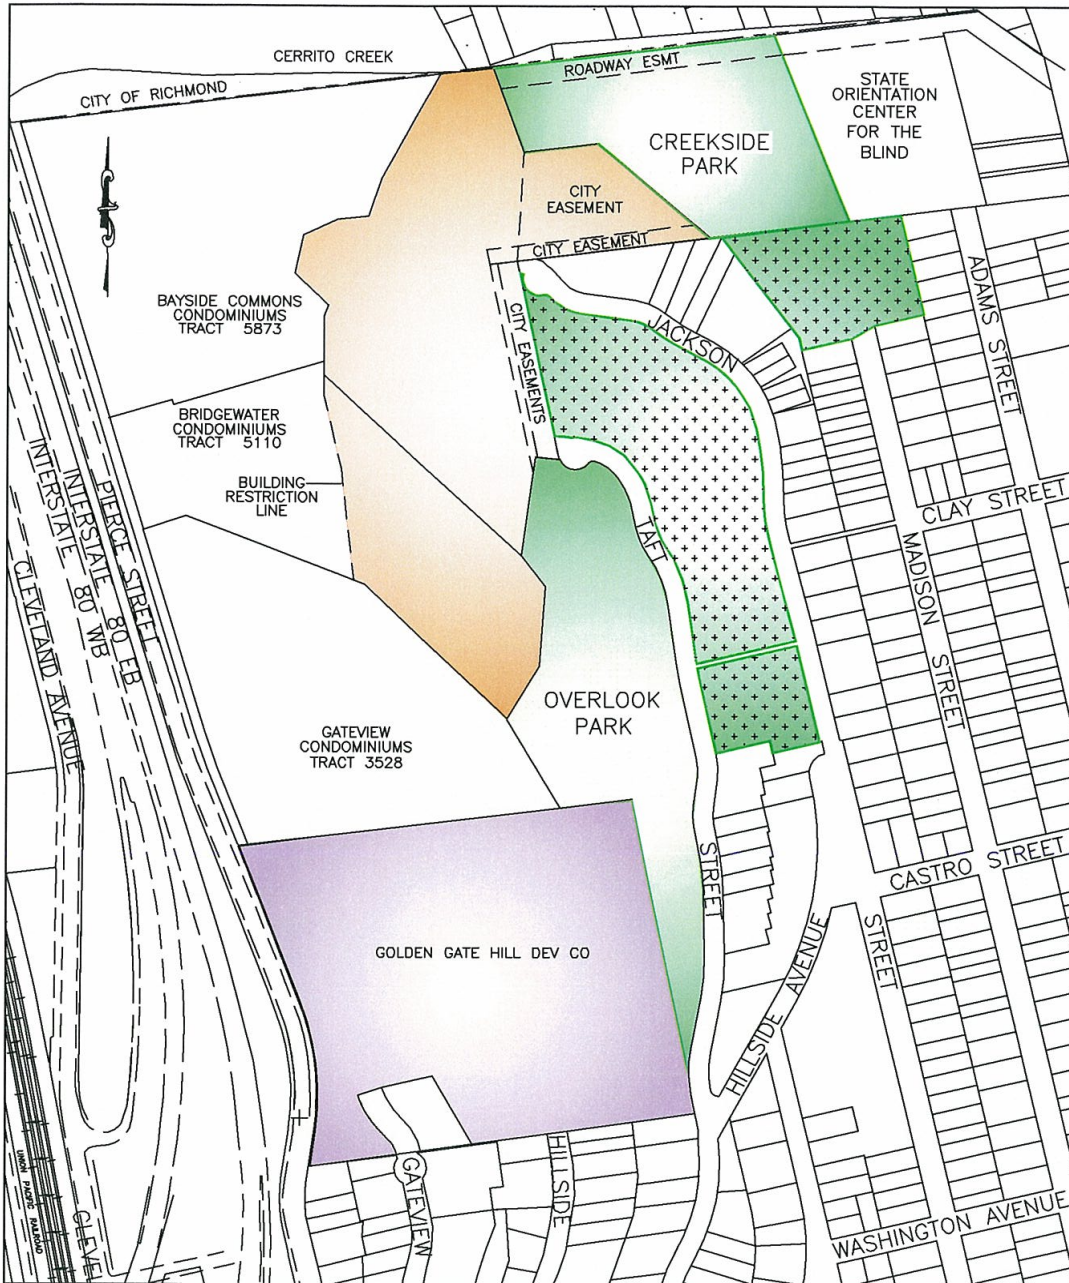 CERRITO CREEK
CITY OF RICHMOND
ROADWAY ESMT
STATE
ORIENTATION
CENTER
FOR THE
BLIND
CREEKSIDE
PARK
CITY
EASEMENT
CITY EASEMENT
ADAMS STREET
BAYSIDE COMMONS
CONDOMINIUMS
TRACT 5873
CITY EASEMENTS
JACKSON
BRIDGEWATER
CONDOMINIUMS
TRACT 5110
BUILDING
RESTRICTION
LINE
PIERCE STREET
INTERSTATE 80 EB
INTERSTATE 80 WB
CLEVELAND AVENUE
CLAY STREET
TAFT
MADISON
STREET
OVERLOOK
PARK
GATEVIEW
CONDOMINIUMS
TRACT 3528
STREET
CASTRO STREET
GOLDEN GATE HILL DEV CO
HILLSIDE AVENUE
STREET
GATEVIEW
HILLSIDE
WASHINGTON AVENUE
UNION PACIFIC RAILROAD
CLEVE